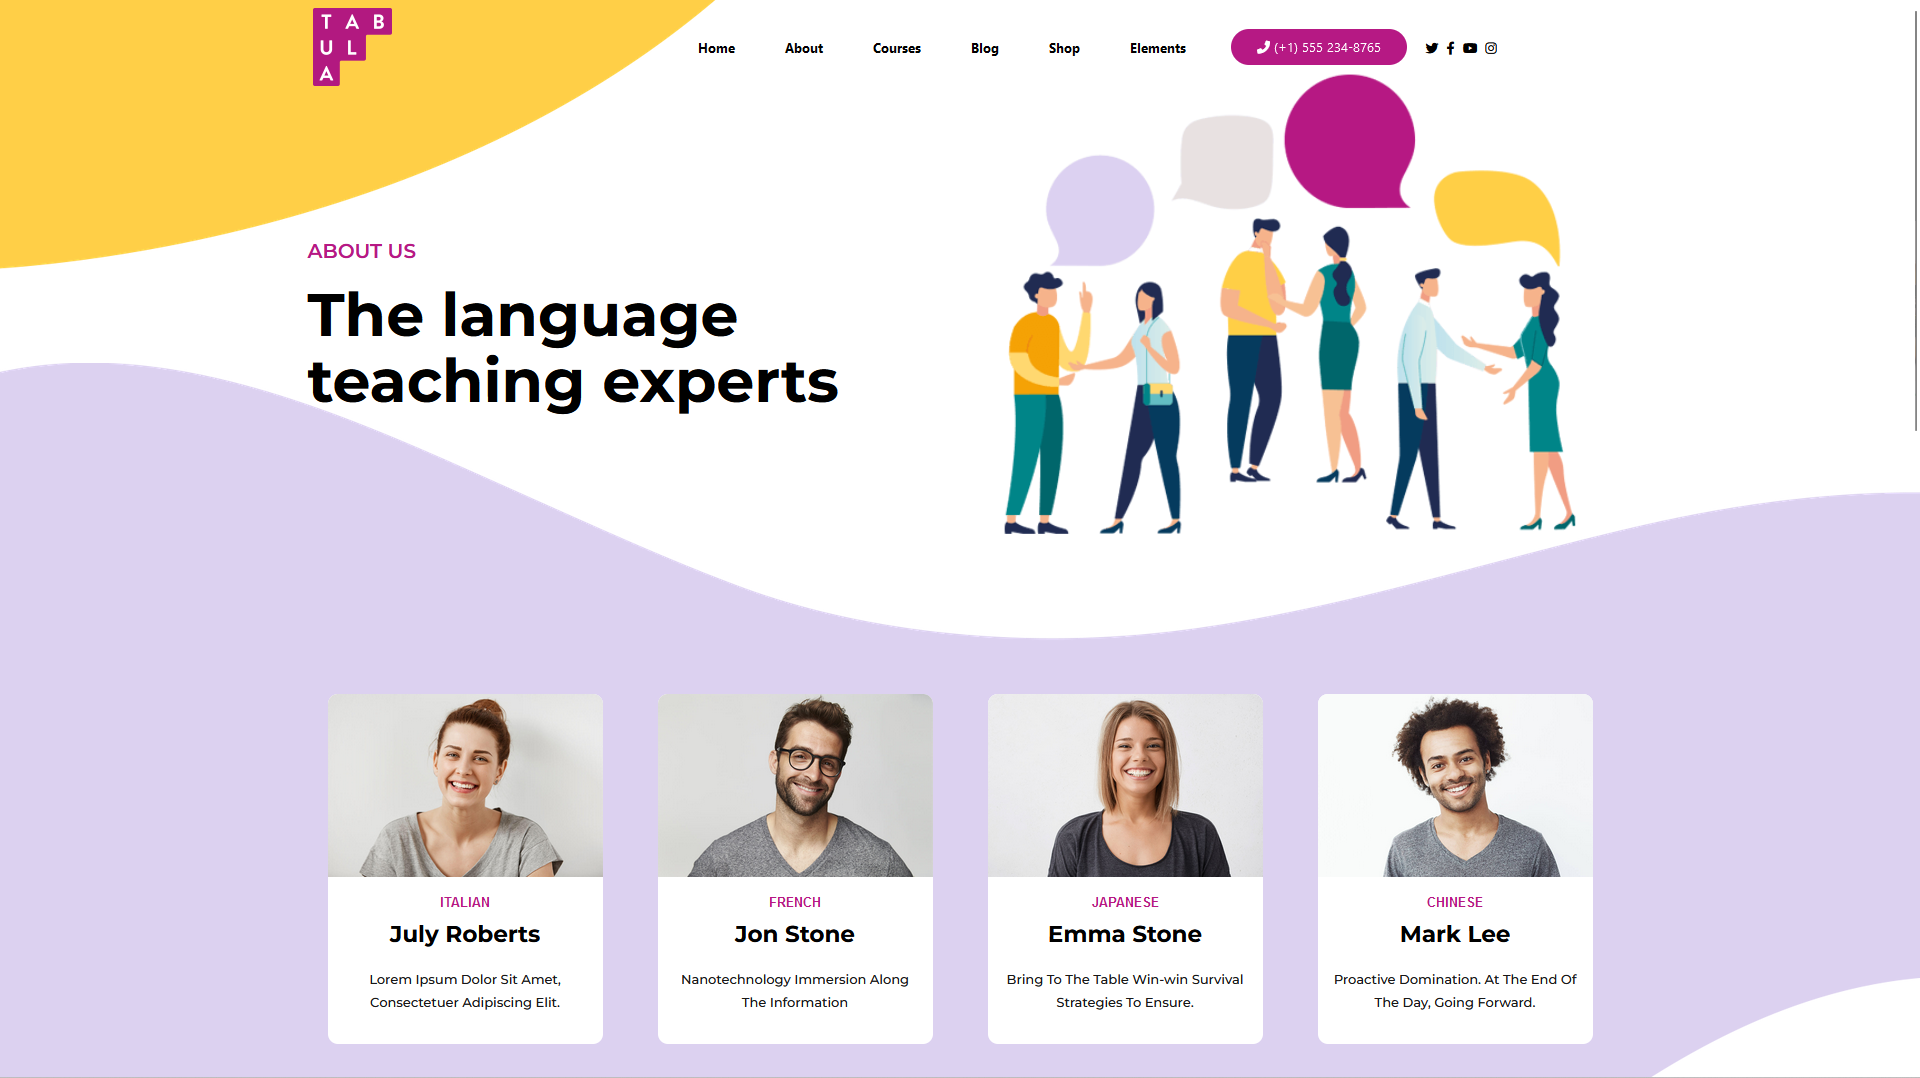 TAB
UL
A
Home About Courses Blog Shop Elements (+1) 555 234-8765
ABOUT US
The language
teaching experts
ITALIAN
July Roberts
Lorem Ipsum Dolor Sit Amet,
Consectetuer Adipiscing Elit.
FRENCH
Jon Stone
Nanotechnology Immersion Along
The Information
JAPANESE
Emma Stone
Bring To The Table Win-win Survival
Strategies To Ensure.
CHINESE
Mark Lee
Proactive Domination. At The End Of
The Day, Going Forward.